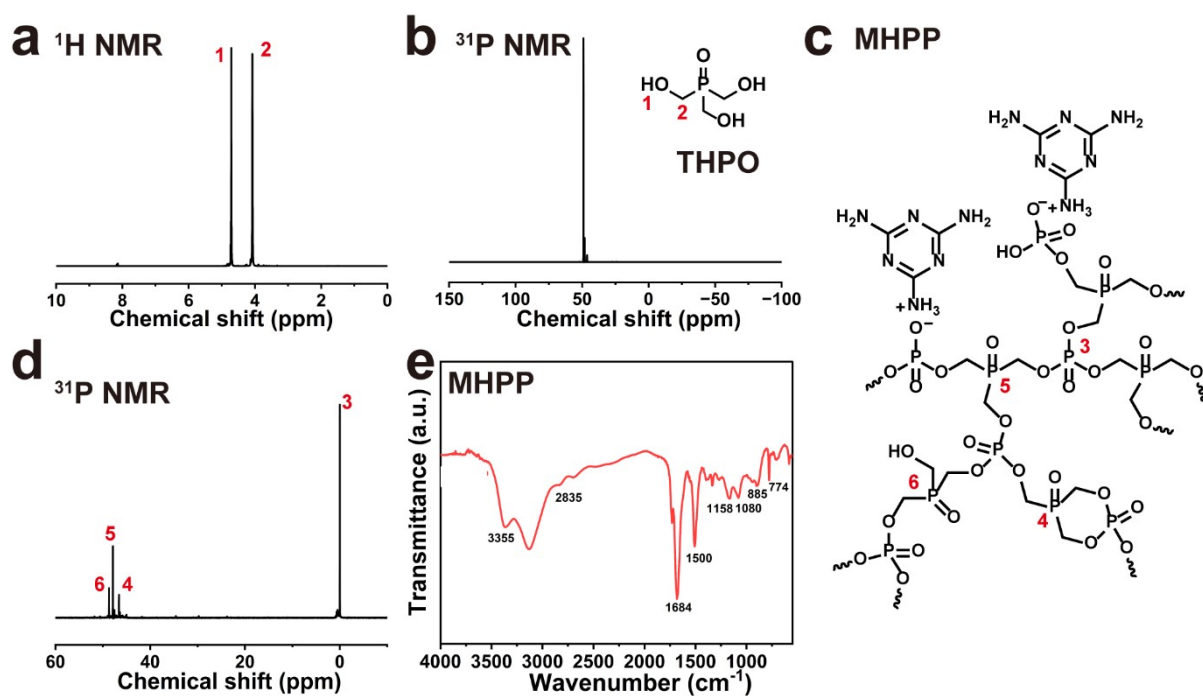 a ¹H NMR
1
2
10 8 6 4 2 0
Chemical shift (ppm)
b ³¹P NMR
O
P
HO
OH
1
2
OH
THPO
150 100 50 0 −50 −100
Chemical shift (ppm)
c MHPP
H₂N N NH₂
N N
NH₃
O⁻ +
P O
HO
O
O
P
O
H₂N N NH₂
N N
NH₃
+
O⁻
O
P
O
O
O
P
5
O
O
3
P
O
O
O
P
O
O
O
O
P
O
O
HO
6
P
O
O
O
P
O
O
O
P
4
O
O
P
O
O
d ³¹P NMR
3
5
6
4
60 40 20 0
Chemical shift (ppm)
e MHPP
Transmittance (a.u.)
3355
2835
1684
1500
1158
1080
885
774
4000 3500 3000 2500 2000 1500 1000
Wavenumber (cm⁻¹)